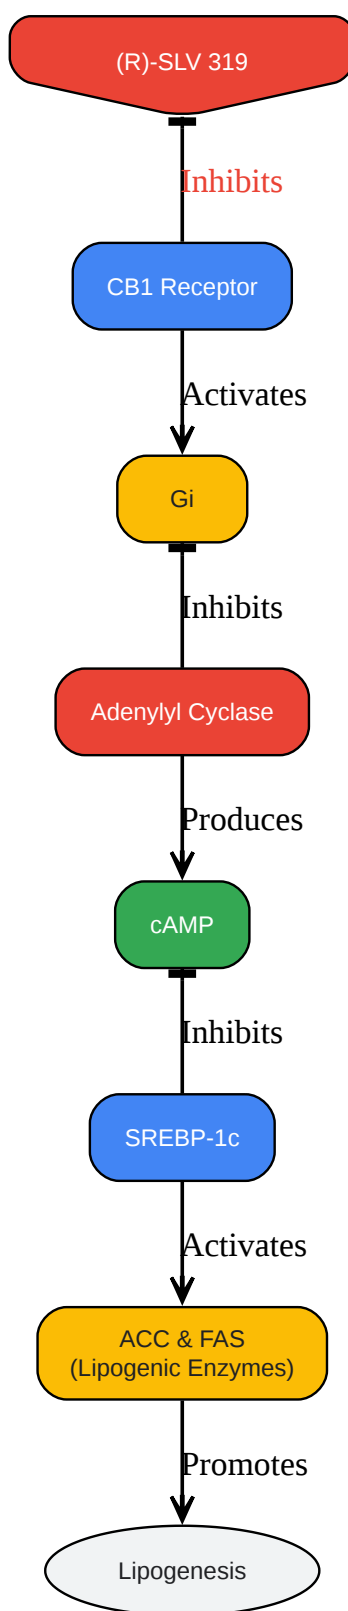 (R)-SLV 319
Inhibits
CB1 Receptor
Activates
Gi
Inhibits
Adenylyl Cyclase
Produces
cAMP
Inhibits
SREBP-1c
Activates
ACC & FAS
(Lipogenic Enzymes)
Promotes
Lipogenesis